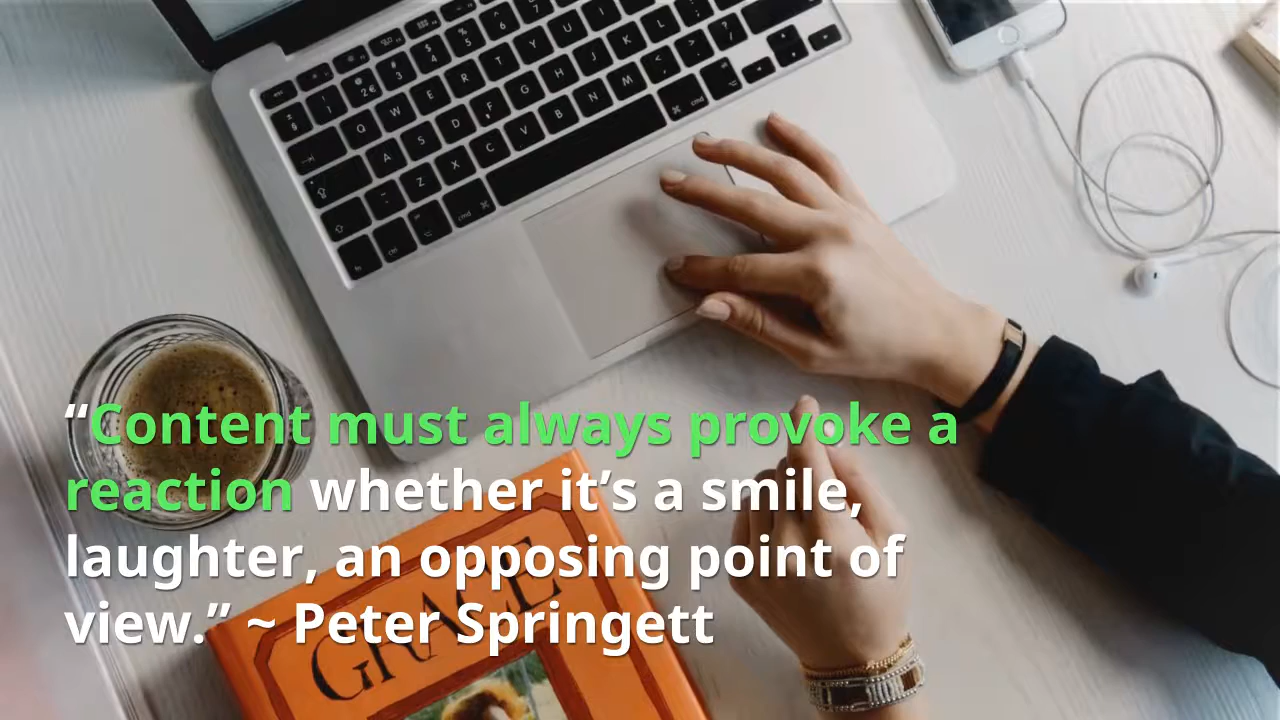 “Content must always provoke a
reaction whether it’s a smile,
laughter, an opposing point of
view.” ~ Peter Springett
GRACE